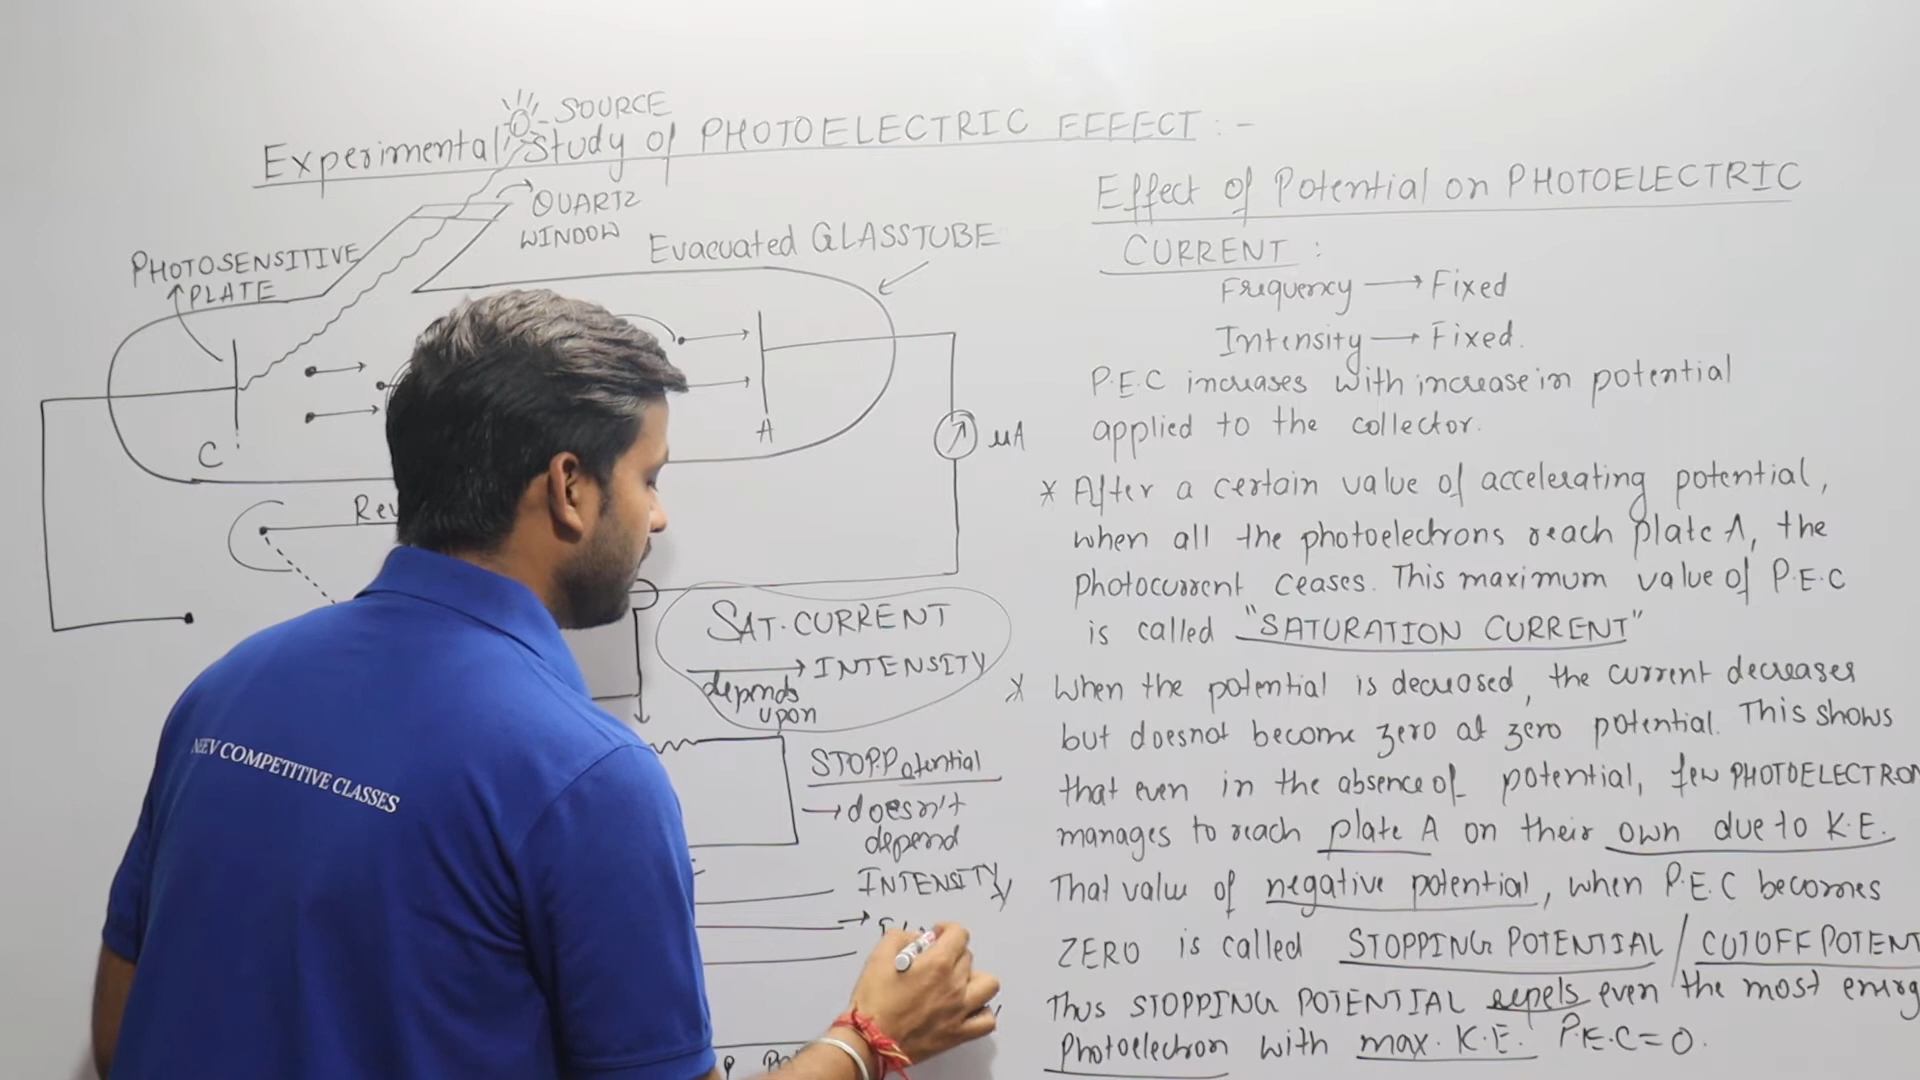 SOURCE
Experimental Study of PHOTOELECTRIC EFFECT :-
QUARTZ
WINDOW
Evacuated GLASSTUBE
PHOTOSENSITIVE
PLATE
C
A
μA
SAT. CURRENT
INTENSITY
depends
upon
STOP.Potential
doesn't
depend
INTENSITY
NEEV COMPETITIVE CLASSES
Effect of Potential on PHOTOELECTRIC
CURRENT :
Frequency → Fixed
Intensity → Fixed.
P.E.C increases with increase in potential
applied to the collector.
* After a certain value of accelerating potential,
when all the photoelectrons reach plate A, the
photocurrent ceases. This maximum value of P.E.C
is called "SATURATION CURRENT"
* When the potential is decreased, the current decreases
but doesnot become zero at zero potential. This shows
that even in the absence of potential, few PHOTOELECTRON
manages to reach plate A on their own due to K.E.
That value of negative potential, when P.E.C becomes
ZERO is called STOPPING POTENTIAL / CUTOFF POTENT
Thus STOPPING POTENTIAL repels even the most energ
Photoelectron with max. K.E. P.E.C = 0.